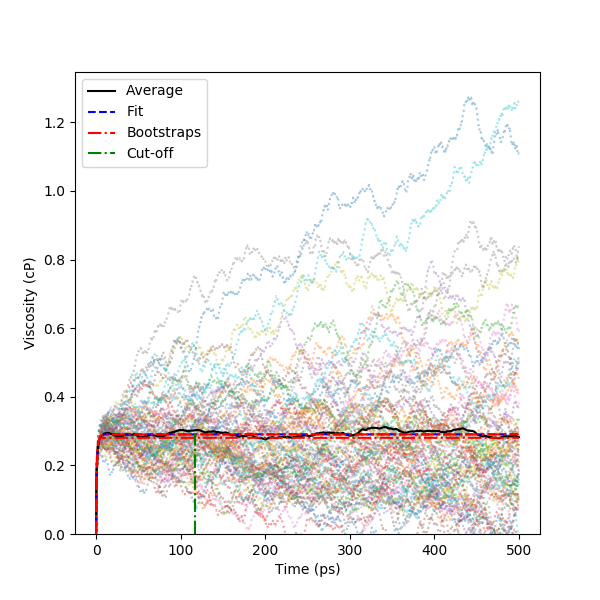 Average
Fit
Bootstraps
Cut-off
Viscosity (cP)
1.2
1.0
0.8
0.6
0.4
0.2
0.0
0 100 200 300 400 500
Time (ps)